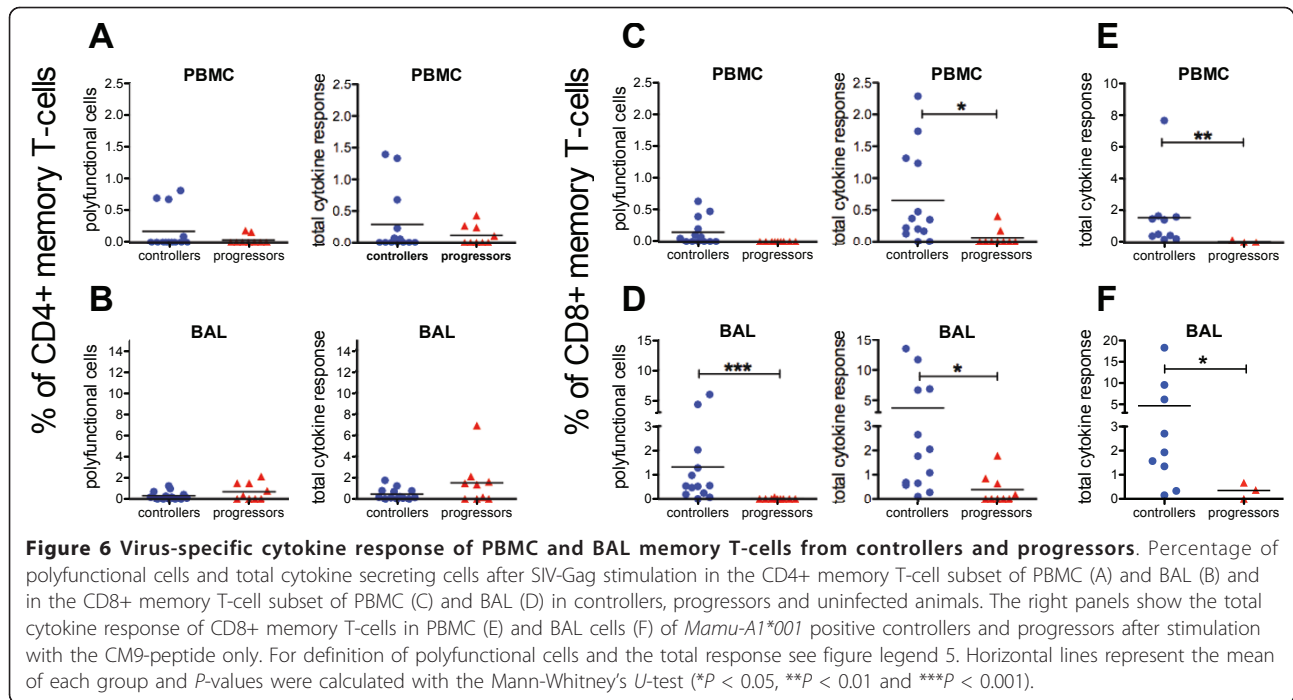 A
C
E
PBMC
PBMC
PBMC
PBMC
PBMC
% of CD4+ memory T-cells
polyfunctional cells
2.5
2.0
1.5
1.0
0.5
0.0
controllers
progressors
total cytokine response
2.5
2.0
1.5
1.0
0.5
0.0
controllers
progressors
% of CD8+ memory T-cells
polyfunctional cells
2.5
2.0
1.5
1.0
0.5
0.0
controllers
progressors
total cytokine response
2.5
2.0
1.5
1.0
0.5
0.0
*
controllers
progressors
total cytokine response
10
8
6
4
2
0
**
controllers
progressors
B
D
F
BAL
BAL
BAL
BAL
BAL
polyfunctional cells
14
12
10
8
6
4
2
0
controllers
progressors
total cytokine response
14
12
10
8
6
4
2
0
controllers
progressors
polyfunctional cells
15
10
5
3
2
1
0
***
controllers
progressors
total cytokine response
15
10
5
3
2
1
0
*
controllers
progressors
total cytokine response
20
15
10
5
3
2
1
0
*
controllers
progressors
Figure 6 Virus-specific cytokine response of PBMC and BAL memory T-cells from controllers and progressors. Percentage of
polyfunctional cells and total cytokine secreting cells after SIV-Gag stimulation in the CD4+ memory T-cell subset of PBMC (A) and BAL (B) and
in the CD8+ memory T-cell subset of PBMC (C) and BAL (D) in controllers, progressors and uninfected animals. The right panels show the total
cytokine response of CD8+ memory T-cells in PBMC (E) and BAL cells (F) of Mamu-A1*001 positive controllers and progressors after stimulation
with the CM9-peptide only. For definition of polyfunctional cells and the total response see figure legend 5. Horizontal lines represent the mean
of each group and P-values were calculated with the Mann-Whitney's U-test (*P < 0.05, **P < 0.01 and ***P < 0.001).